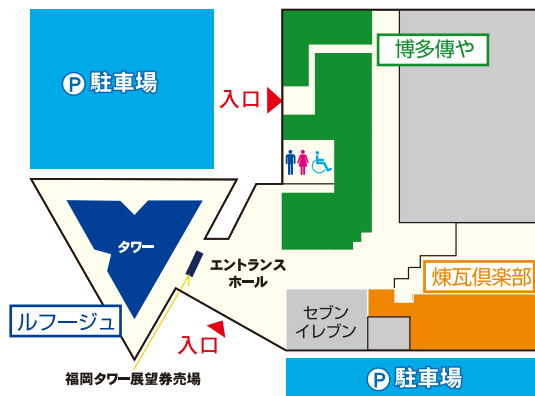 P 駐車場
博多傳や
入口
タワー
エントランス
ホール
煉瓦倶楽部
ルフージュ
セブン
イレブン
入口
福岡タワー展望券売場
P 駐車場